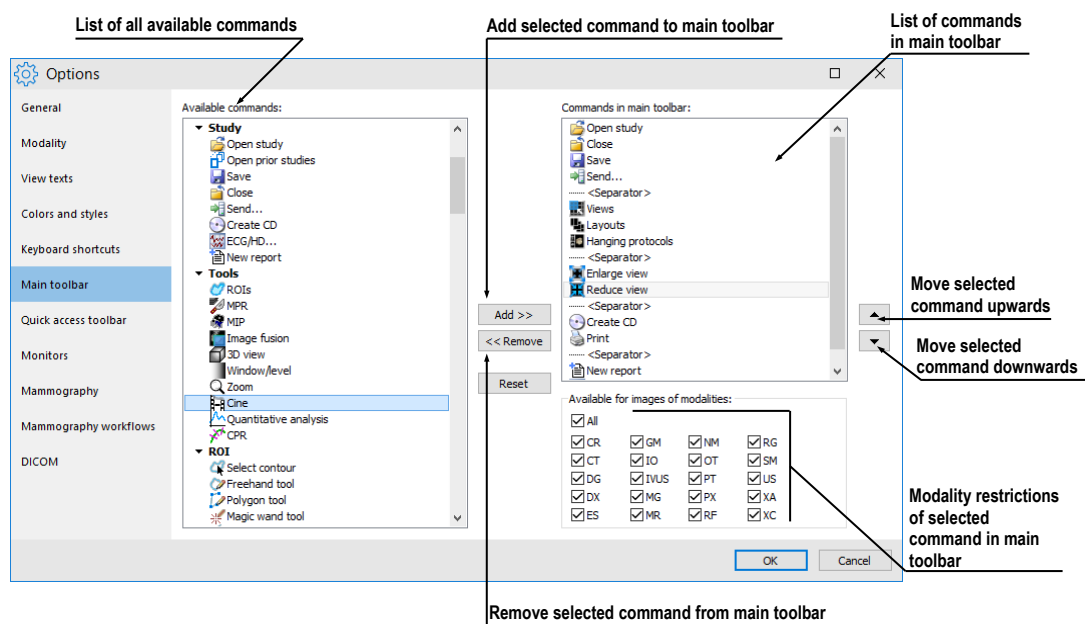 List of all available commands
Add selected command to main toolbar
List of commands
in main toolbar
Options
General
Modality
View texts
Colors and styles
Keyboard shortcuts
Main toolbar
Quick access toolbar
Monitors
Mammography
Mammography workflows
DICOM
Available commands:
Study
Open study
Open prior studies
Save
Close
Send...
Create CD
ECG/HD...
New report
Tools
ROIs
MPR
MIP
Image fusion
3D view
Window/level
Zoom
Cine
Quantitative analysis
CPR
ROI
Select contour
Freehand tool
Polygon tool
Magic wand tool
Add >>
<< Remove
Reset
Commands in main toolbar:
Open study
Close
Save
Send...
<Separator>
Views
Layouts
Hanging protocols
<Separator>
Enlarge view
Reduce view
<Separator>
Create CD
Print
<Separator>
New report
Available for images of modalities:
All
CR GM NM RG
CT IO OT SM
DG IVUS PT US
DX MG PX XA
ES MR RF XC
Move selected
command upwards
Move selected
command downwards
Modality restrictions
of selected
command in main
toolbar
OK Cancel
Remove selected command from main toolbar